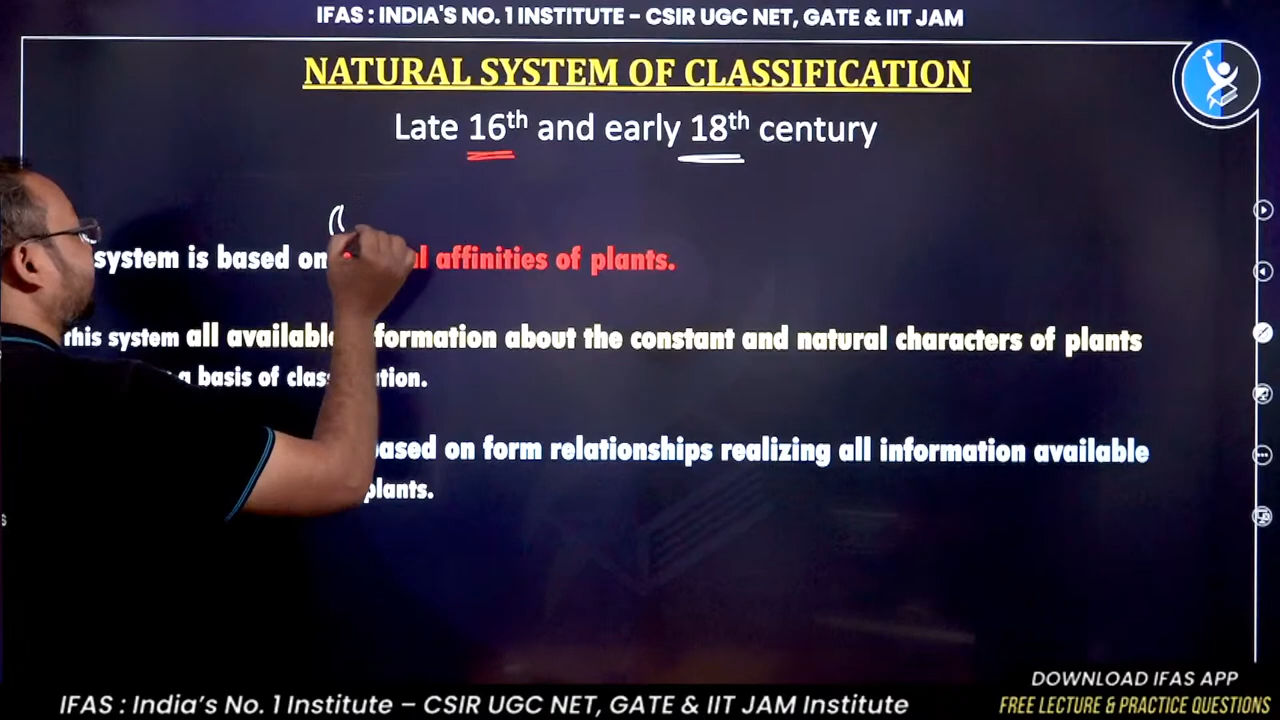 IFAS : INDIA'S NO. 1 INSTITUTE – CSIR UGC NET, GATE & IIT JAM
NATURAL SYSTEM OF CLASSIFICATION
Late 16th and early 18th century
system is based on affinities of plants.
this system all available formation about the constant and natural characters of plants
a basis of
based on form relationships realizing all information available
plants.
DOWNLOAD IFAS APP
IFAS : India's No. 1 Institute – CSIR UGC NET, GATE & IIT JAM Institute
FREE LECTURE & PRACTICE QUESTIONS